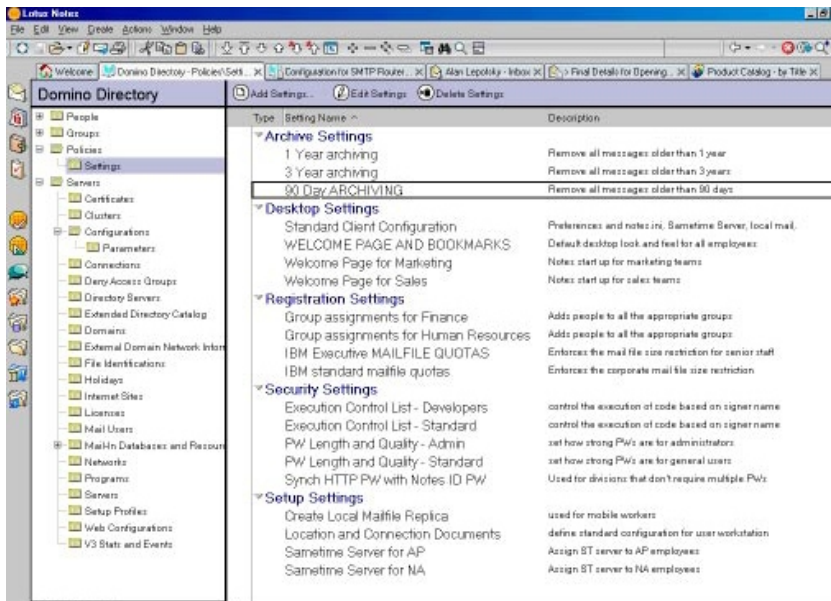 Lotus Notes
File Edit View Create Actions Window Help
Welcome
Domino Directory - Policies\Setti...
Configuration for SMTP Router...
Alan Lepofsky - Inbox
> Final Details for Opening...
Product Catalog - by Title
Domino Directory
Add Settings...
Edit Settings
Delete Settings
People
Groups
Policies
Settings
Servers
Certificates
Clusters
Configurations
Parameters
Connections
Deny Access Groups
Directory Servers
Extended Directory Catalog
Domains
External Domain Network Inform
File Identifications
Holidays
Internet Sites
Licenses
Mail Users
Mail-In Databases and Resourc
Networks
Programs
Servers
Setup Profiles
Web Configurations
V3 Stats and Events
Type Setting Name Description
Archive Settings
1 Year archiving Remove all messages older than 1 year
3 Year archiving Remove all messages older than 3 years
90 Day ARCHIVING Remove all messages older than 90 days
Desktop Settings
Standard Client Configuration Preferences and notes ini, Sametime Server, local mail,
WELCOME PAGE AND BOOKMARKS Default desktop look and feel for all employees
Welcome Page for Marketing Notes start up for marketing teams
Welcome Page for Sales Notes start up for sales teams
Registration Settings
Group assignments for Finance Adds people to all the appropriate groups
Group assignments for Human Resources Adds people to all the appropriate groups
IBM Executive MAILFILE QUOTAS Enforces the mail file size restriction for senior staff
IBM standard mailfile quotas Enforces the corporate mail file size restriction
Security Settings
Execution Control List - Developers control the execution of code based on signer name
Execution Control List - Standard control the execution of code based on signer name
PW Length and Quality - Admin set how strong PWs are for administrators
PW Length and Quality - Standard set how strong PWs are for general users
Synch HTTP PW with Notes ID PW Used for divisions that don't require multiple PWs
Setup Settings
Create Local Mailfile Replica used for mobile workers
Location and Connection Documents define standard configuration for user workstation
Sametime Server for AP Assign ST server to AP employees
Sametime Server for NA Assign ST server to NA employees